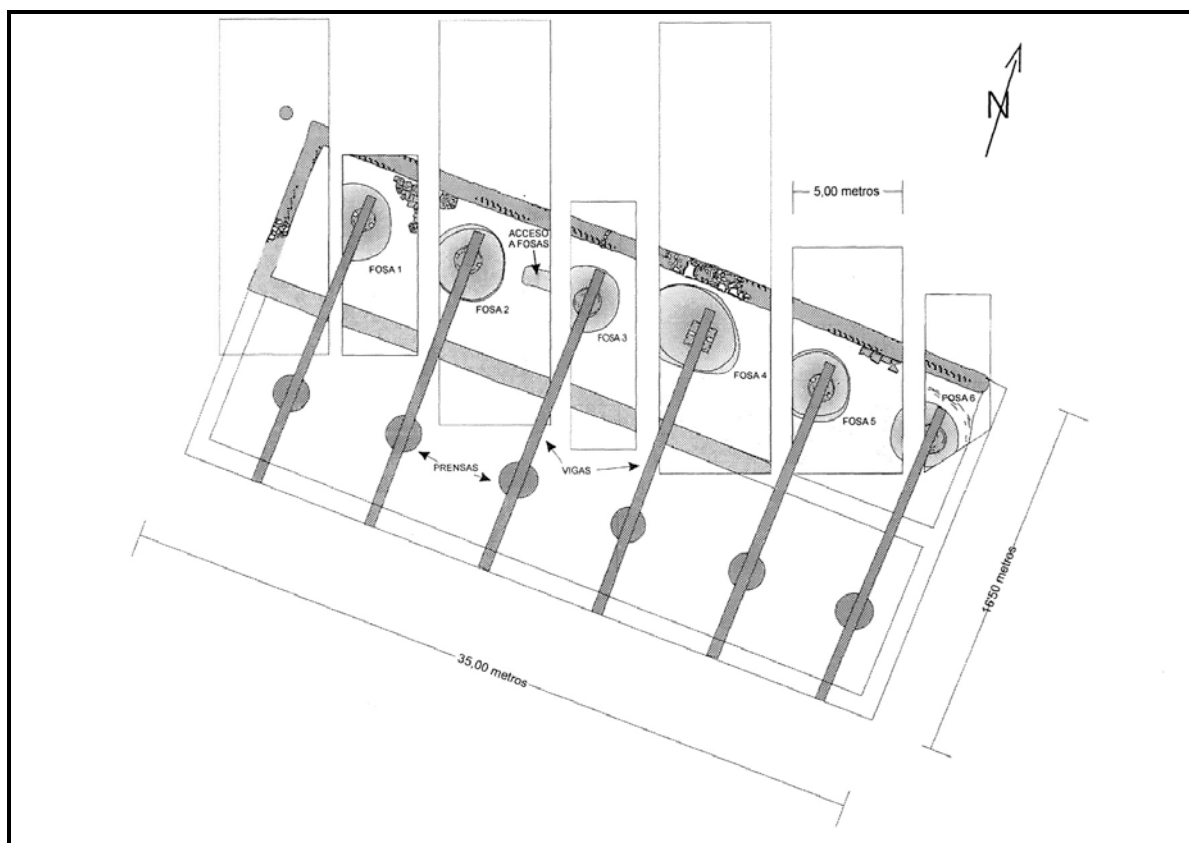 N
5,00 metros
ACCESO
A FOSAS
FOSA 1
FOSA 2
FOSA 3
FOSA 4
FOSA 5
FOSA 6
PRENSAS
VIGAS
35,00 metros
16'50 metros